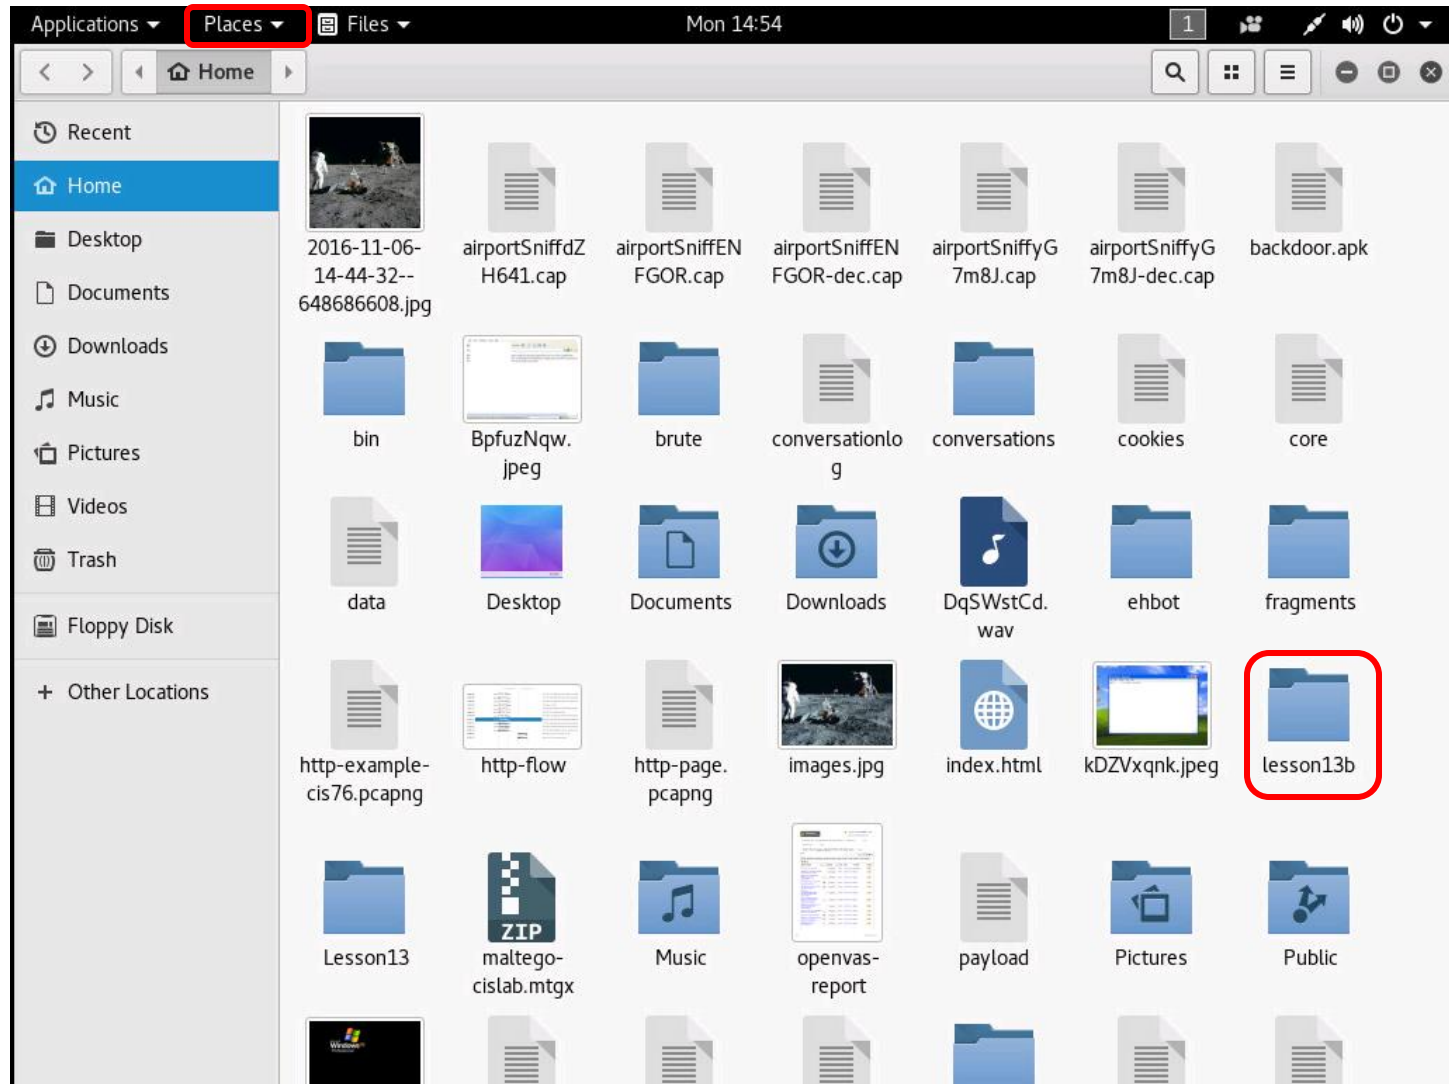 Applications Places Files Mon 14:54 1
Home
Recent
Home
Desktop
Documents
Downloads
Music
Pictures
Videos
Trash
Floppy Disk
+ Other Locations
2016-11-06-
14-44-32--
648686608.jpg
airportSniffdZ
H641.cap
airportSniffEN
FGOR.cap
airportSniffEN
FGOR-dec.cap
airportSniffyG
7m8J.cap
airportSniffyG
7m8J-dec.cap
backdoor.apk
bin
BpfuzNqw.
jpeg
brute
conversationlo
g
conversations
cookies
core
data
Desktop
Documents
Downloads
DqSWstCd.
wav
ehbot
fragments
http-example-
cis76.pcapng
http-flow
http-page.
pcapng
images.jpg
index.html
kDZVxqnk.jpeg
lesson13b
Lesson13
ZIP
maltego-
cislab.mtgx
Music
openvas-
report
payload
Pictures
Public
Windows